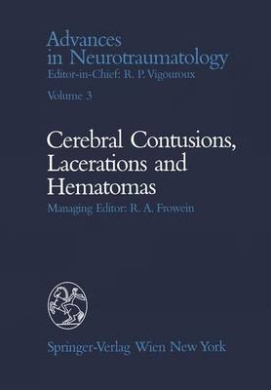 Advances
in Neurotraumatology
Editor-in-Chief: R. P. Vigouroux
Volume 3
Cerebral Contusions,
Lacerations and
Hematomas
Managing Editor: R. A. Frowein
Springer-Verlag Wien New York